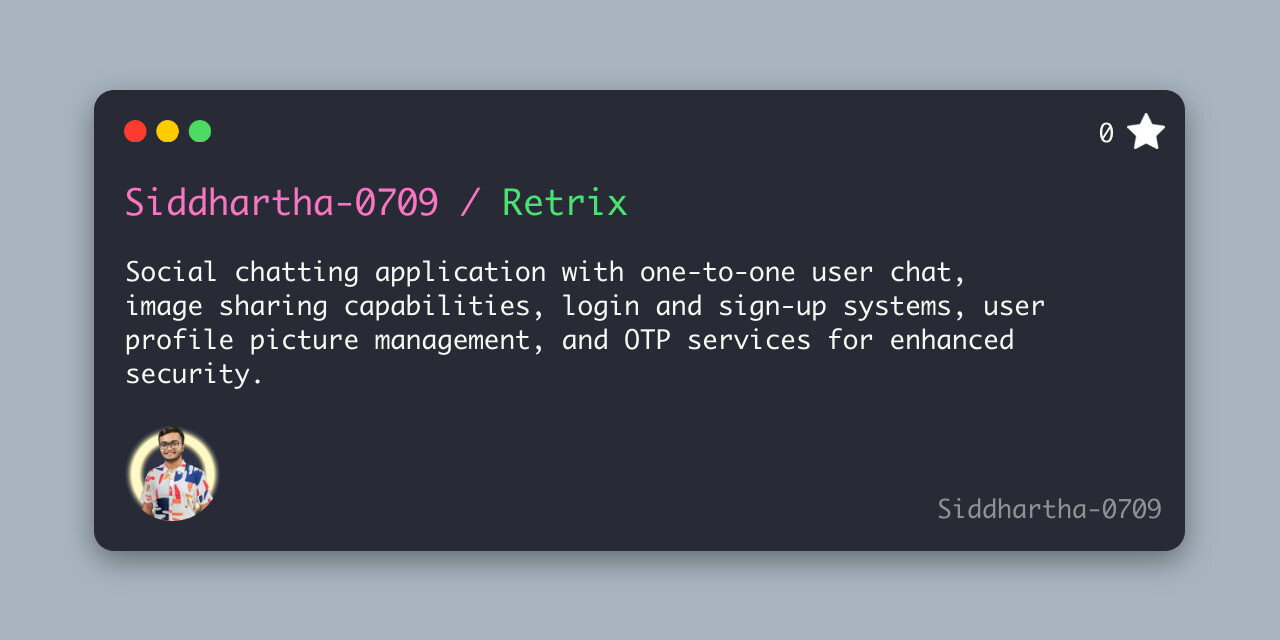 0
Siddhartha-0709 / Retrix
Social chatting application with one-to-one user chat,
image sharing capabilities, login and sign-up systems, user
profile picture management, and OTP services for enhanced
security.
Siddhartha-0709